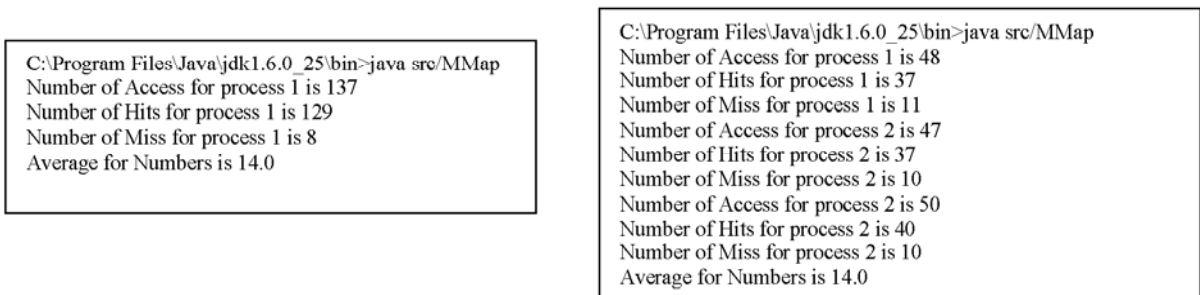 C:\Program Files\Java\jdk1.6.0_25\bin>java src/MMap
Number of Access for process 1 is 137
Number of Hits for process 1 is 129
Number of Miss for process 1 is 8
Average for Numbers is 14.0
C:\Program Files\Java\jdk1.6.0_25\bin>java src/MMap
Number of Access for process 1 is 48
Number of Hits for process 1 is 37
Number of Miss for process 1 is 11
Number of Access for process 2 is 47
Number of Hits for process 2 is 37
Number of Miss for process 2 is 10
Number of Access for process 2 is 50
Number of Hits for process 2 is 40
Number of Miss for process 2 is 10
Average for Numbers is 14.0